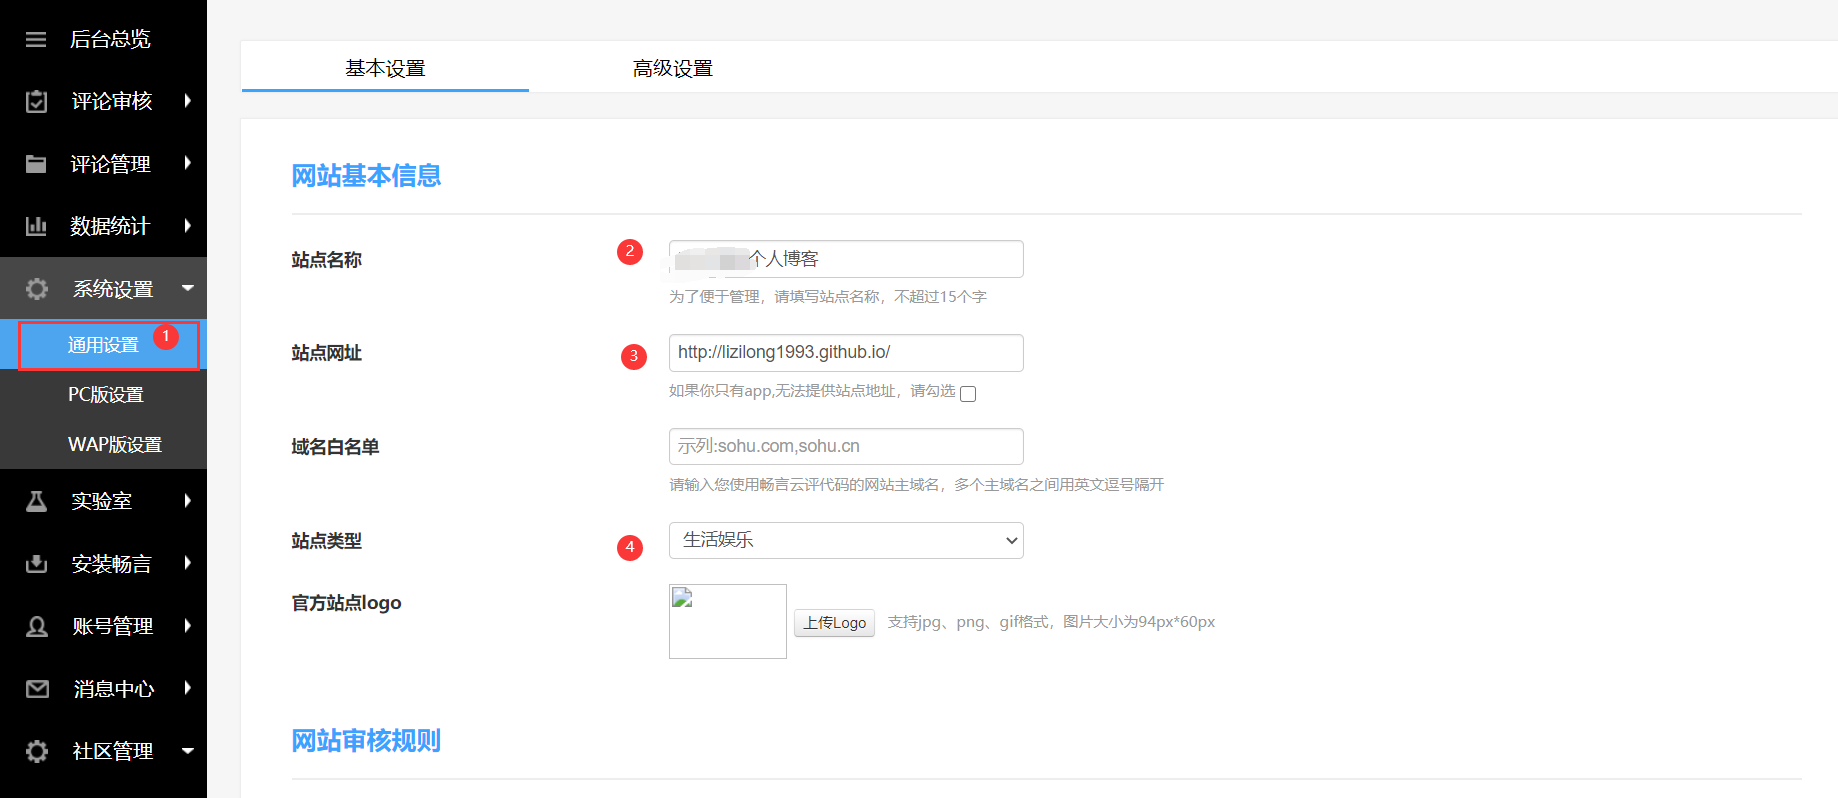 后台总览
评论审核
评论管理
数据统计
系统设置
通用设置
1
PC版设置
WAP版设置
实验室
安装畅言
账号管理
消息中心
社区管理
基本设置
高级设置
网站基本信息
站点名称
2
个人博客
为了便于管理，请填写站点名称，不超过15个字
站点网址
3
http://lizilong1993.github.io/
如果你只有app,无法提供站点地址，请勾选
域名白名单
示列:sohu.com,sohu.cn
请输入您使用畅言云评代码的网站主域名，多个主域名之间用英文逗号隔开
站点类型
4
生活娱乐
官方站点logo
上传Logo
支持jpg、png、gif格式，图片大小为94px*60px
网站审核规则